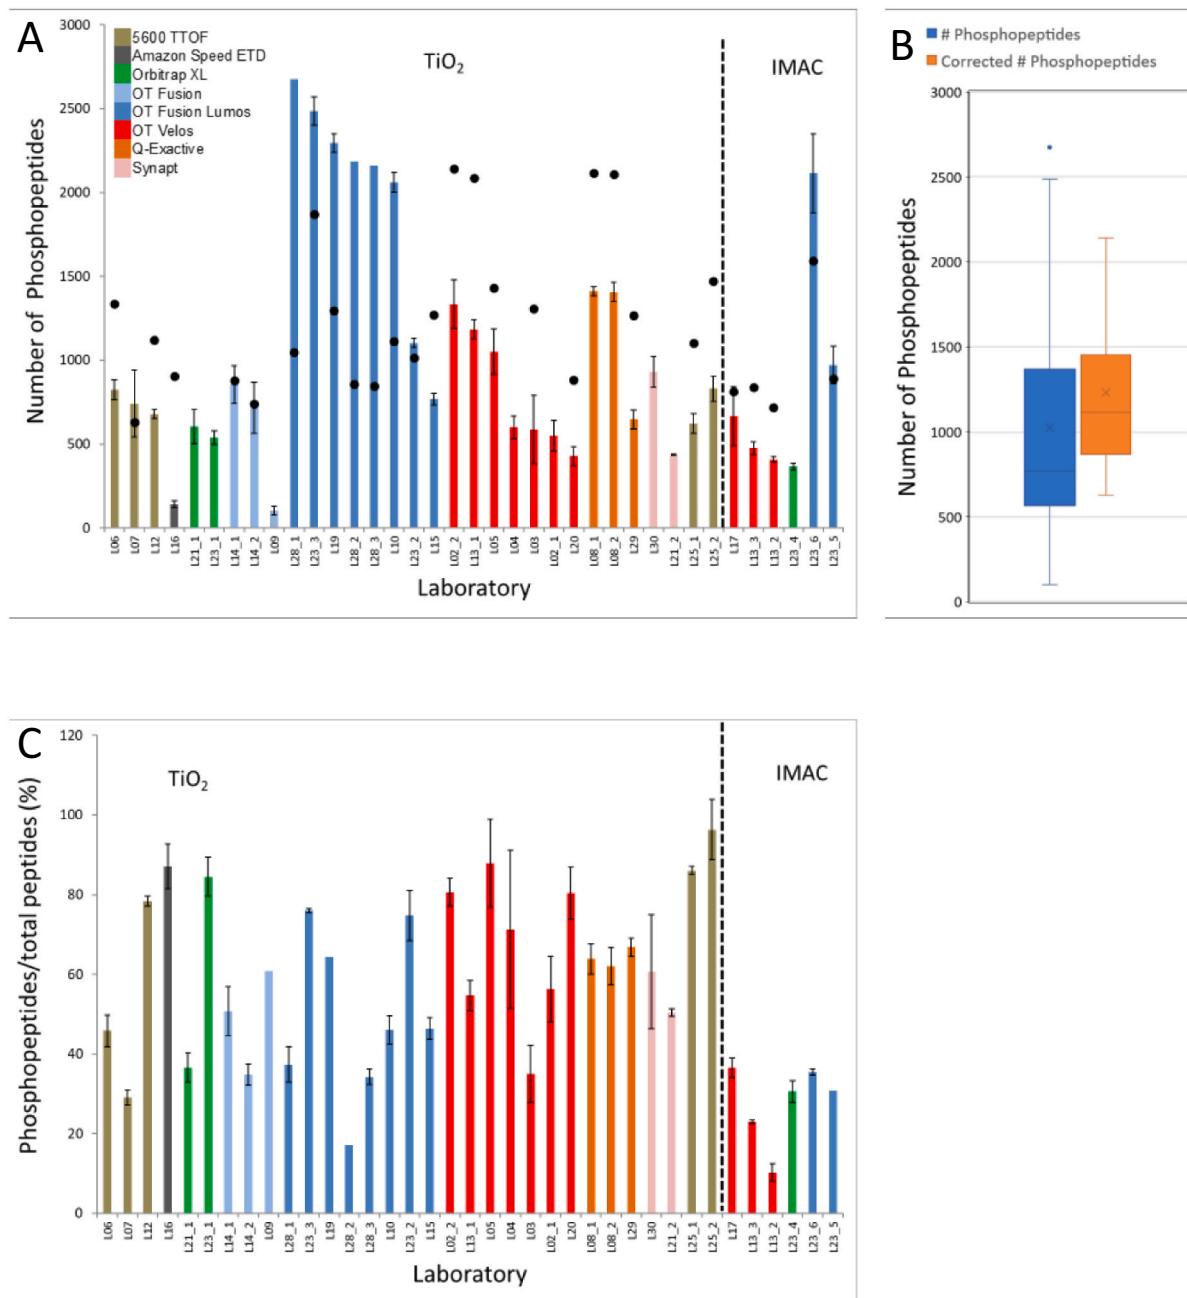 A
3000
2500
2000
1500
1000
500
0
Number of Phosphopeptides
5600 TTOF
Amazon Speed ETD
Orbitrap XL
OT Fusion
OT Fusion Lumos
OT Velos
Q-Exactive
Synapt
TiO2
IMAC
L06
L07
L12
L16
L21_1
L23_1
L14_1
L14_2
L09
L28_1
L23_3
L19
L28_2
L28_3
L10
L23_2
L15
L02_2
L13_1
L05
L04
L03
L02_1
L20
L08_1
L08_2
L29
L30
L21_2
L25_1
L25_2
L17
L13_3
L13_2
L23_4
L23_6
L23_5
Laboratory
B
# Phosphopeptides
Corrected # Phosphopeptides
3000
2500
2000
1500
1000
500
0
Number of Phosphopeptides
C
120
100
80
60
40
20
0
Phosphopeptides/total peptides (%)
TiO2
IMAC
L06
L07
L12
L16
L21_1
L23_1
L14_1
L14_2
L09
L28_1
L23_3
L19
L28_2
L28_3
L10
L23_2
L15
L02_2
L13_1
L05
L04
L03
L02_1
L20
L08_1
L08_2
L29
L30
L21_2
L25_1
L25_2
L17
L13_3
L13_2
L23_4
L23_6
L23_5
Laboratory